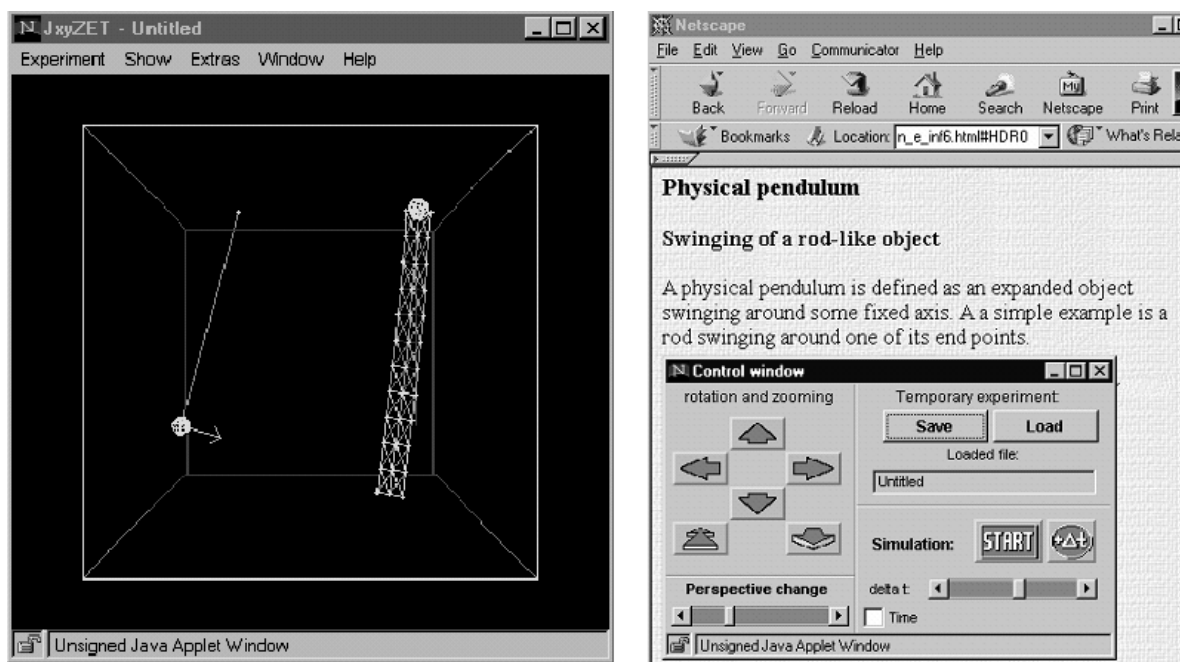 JxyZET - Untitled
Experiment Show Extras Window Help
Unsigned Java Applet Window
Netscape
File Edit View Go Communicator Help
Back Forward Reload Home Search Netscape Print
My
Bookmarks Location: n_e_inf6.html#HDR0 What's Rela
Physical pendulum
Swinging of a rod-like object
A physical pendulum is defined as an expanded object
swinging around some fixed axis. A a simple example is a
rod swinging around one of its end points.
Control window
rotation and zooming
Perspective change
Temporary experiment:
Save Load
Loaded file:
Untitled
Simulation: START +Δt
delta t:
Time
Unsigned Java Applet Window